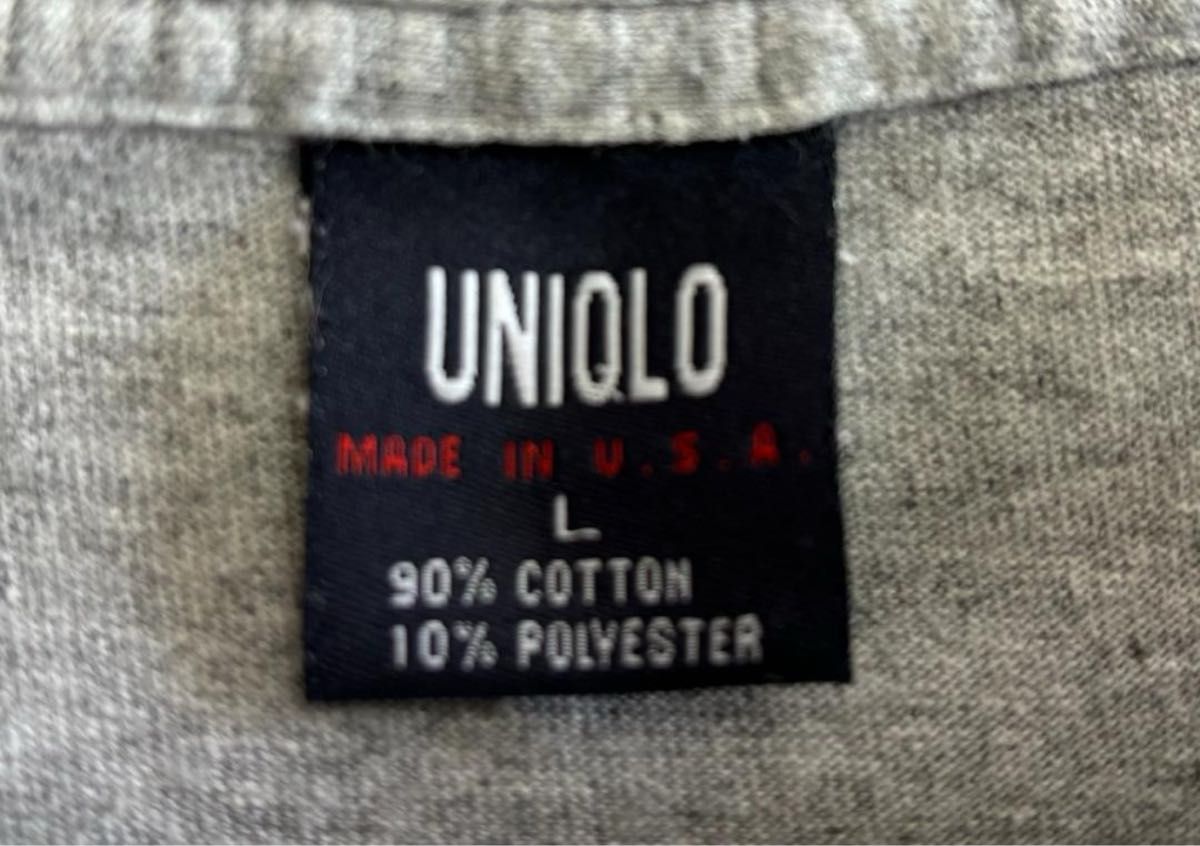 UNIQLO
MADE IN U.S.A.
L
90% COTTON
10% POLYESTER